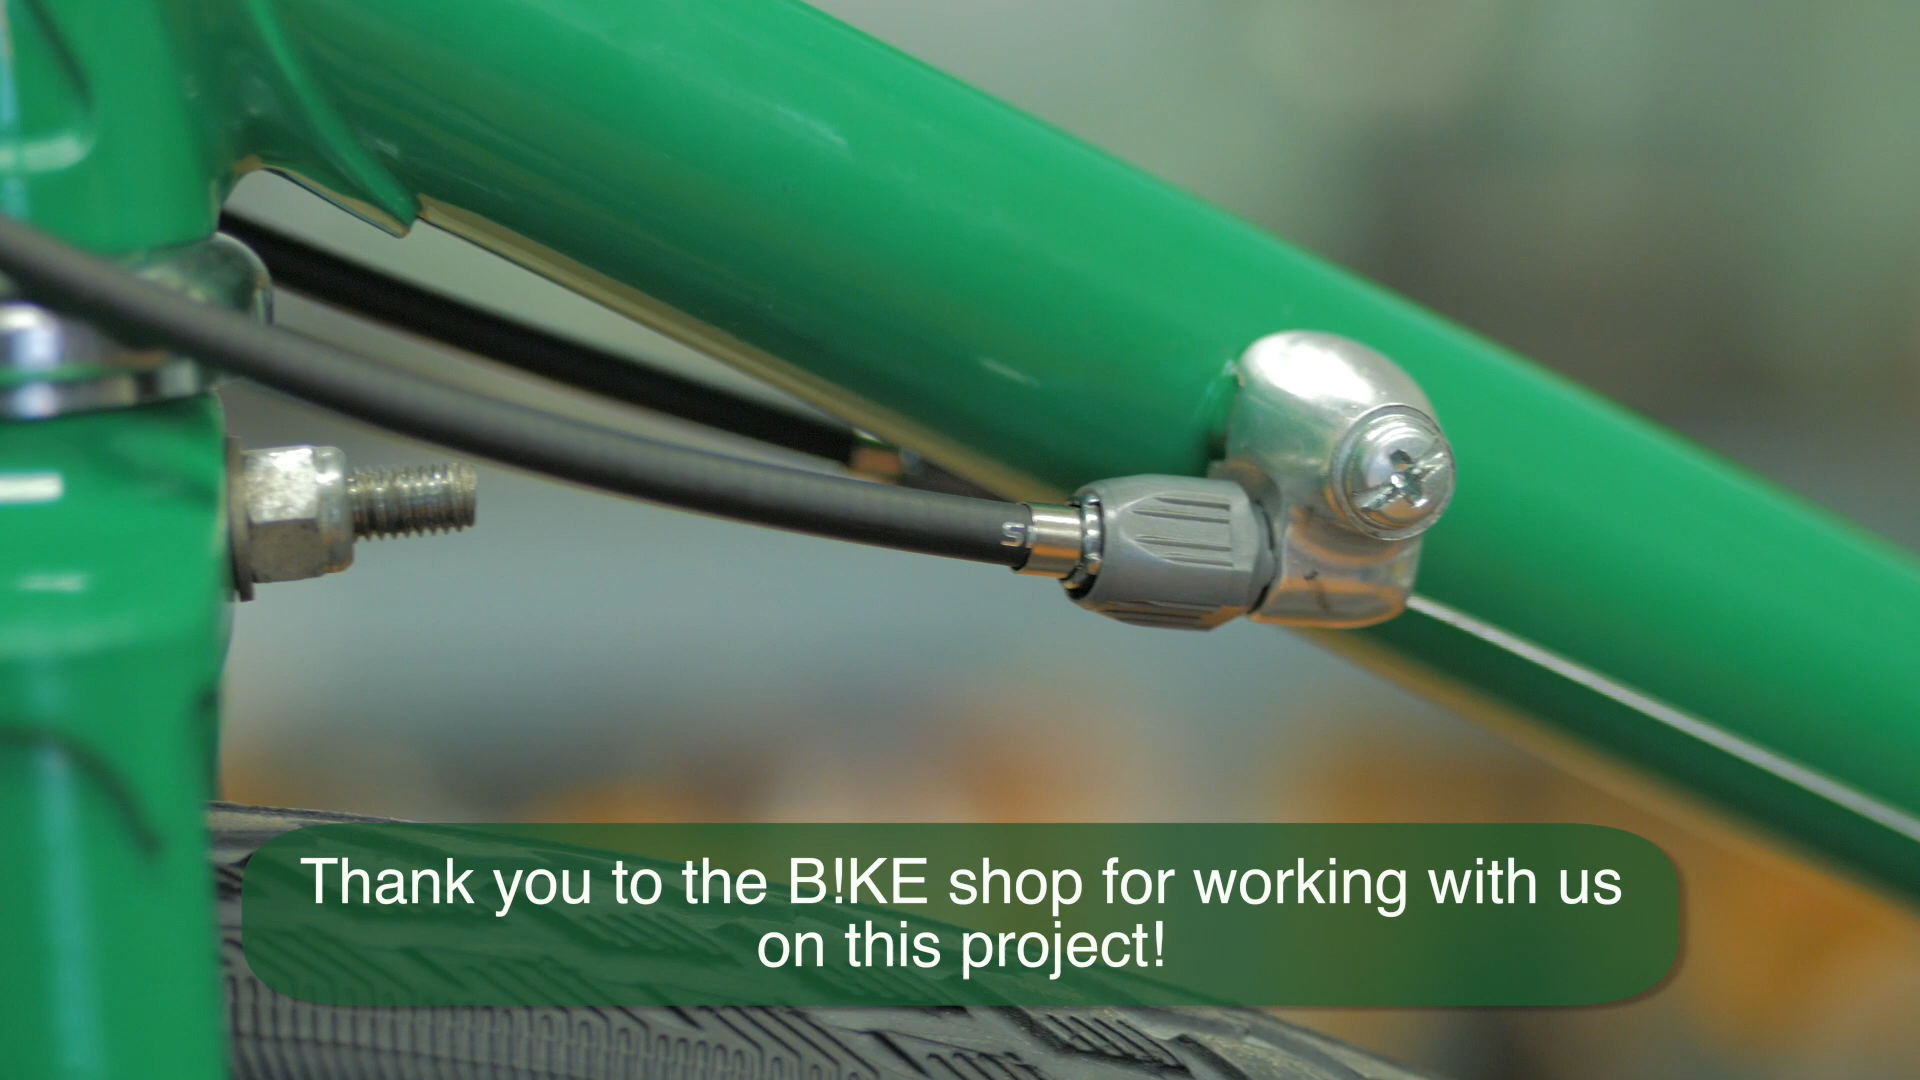 Thank you to the B!KE shop for working with us
on this project!